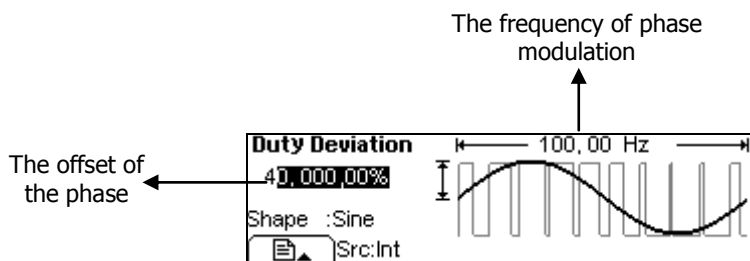 The frequency of phase
modulation
Duty Deviation
100,00 Hz
The offset of
the phase
40,000,00%
Shape :Sine
Src:Int